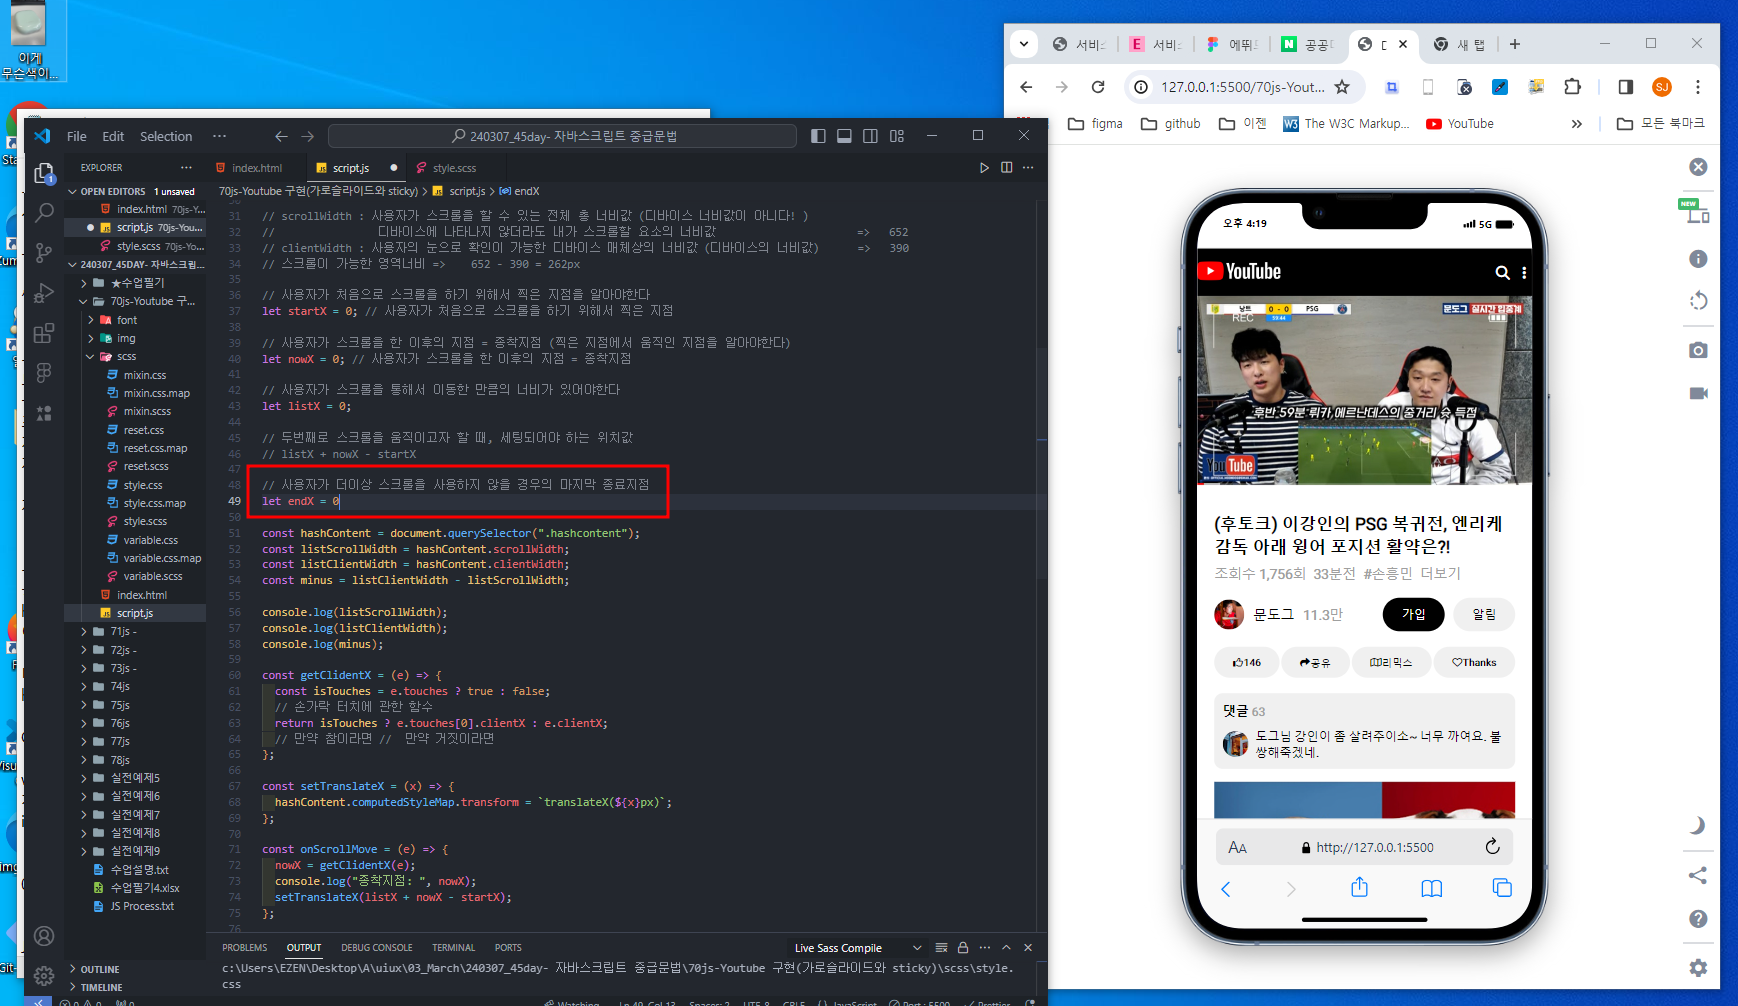 이게
무슨색이...
File Edit Selection ···
240307_45day- 자바스크립트 중급문법
EXPLORER ···
index.html
script.js
style.scss
70js-Youtube 구현(가로슬라이드와 sticky) > script.js > endX
OPEN EDITORS 1 unsaved
index.html 70js-Y...
script.js 70js-You...
style.scss 70js-Yo...
240307_45DAY- 자바스크립...
★수업필기
70js-Youtube 구...
font
img
scss
mixin.css
mixin.css.map
mixin.scss
reset.css
reset.css.map
reset.scss
style.css
style.css.map
style.scss
variable.css
variable.css.map
variable.scss
index.html
script.js
71js -
72js -
73js -
74js
75js
76js
77js
78js
실전예제5
실전예제6
실전예제7
실전예제8
실전예제9
수업설명.txt
수업필기4.xlsx
JS Process.txt
OUTLINE
TIMELINE
31 // scrollWidth : 사용자가 스크롤을 할 수 있는 전체 총 너비값 (디바이스 너비값이 아니다! )
32 // 디바이스에 나타나지 않더라도 내가 스크롤할 요소의 너비값 => 652
33 // clientWidth : 사용자의 눈으로 확인이 가능한 디바이스 매체상의 너비값 (디바이스의 너비값) => 390
34 // 스크롤이 가능한 영역너비 => 652 - 390 = 262px
35
36 // 사용자가 처음으로 스크롤을 하기 위해서 찍은 지점을 알아야한다
37 let startX = 0; // 사용자가 처음으로 스크롤을 하기 위해서 찍은 지점
38
39 // 사용자가 스크롤을 한 이후의 지점 = 종착지점 (찍은 지점에서 움직인 지점을 알아야한다)
40 let nowX = 0; // 사용자가 스크롤을 한 이후의 지점 = 종착지점
41
42 // 사용자가 스크롤을 통해서 이동한 만큼의 너비가 있어야한다
43 let listX = 0;
44
45 // 두번째로 스크롤을 움직이고자 할 때, 세팅되어야 하는 위치값
46 // listX + nowX - startX
47
48 // 사용자가 더이상 스크롤을 사용하지 않을 경우의 마지막 종료지점
49 let endX = 0
50
51 const hashContent = document.querySelector(".hashcontent");
52 const listScrollWidth = hashContent.scrollWidth;
53 const listClientWidth = hashContent.clientWidth;
54 const minus = listClientWidth - listScrollWidth;
55
56 console.log(listScrollWidth);
57 console.log(listClientWidth);
58 console.log(minus);
59
60 const getClidentX = (e) => {
61 const isTouches = e.touches ? true : false;
62 // 손가락 터치에 관한 함수
63 return isTouches ? e.touches[0].clientX : e.clientX;
64 // 만약 참이라면 // 만약 거짓이라면
65 };
66
67 const setTranslateX = (x) => {
68 hashContent.computedStyleMap.transform = `translateX(${x}px)`;
69 };
70
71 const onScrollMove = (e) => {
72 nowX = getClidentX(e);
73 console.log("종착지점: ", nowX);
74 setTranslateX(listX + nowX - startX);
75 };
76
PROBLEMS OUTPUT DEBUG CONSOLE TERMINAL PORTS
Live Sass Compile
c:\Users\EZEN\Desktop\A\uiux\03_March\240307_45day- 자바스크립트 중급문법\70js-Youtube 구현(가로슬라이드와 sticky)\scss\style.
css
서비스
서비스
에뛰드
공공
새 탭
127.0.0.1:5500/70js-Yout...
SJ
figma
github
이젠
The W3C Markup...
YouTube
모든 북마크
NEW
오후 4:19
5G
YouTube
낭트 0 - 0 PSG
59:44
REC
문도그 실시간 입중계
후반 59분 뤼카 에르난데스의 중거리 슛 득점
YouTube
(후토크) 이강인의 PSG 복귀전, 엔리케
감독 아래 윙어 포지션 활약은?!
조회수 1,756회 33분전 #손흥민 더보기
문도그 11.3만
가입
알림
146
공유
리믹스
Thanks
댓글 63
도그님 강인이 좀 살려주이소~ 너무 까여요. 불
쌍해죽겠네.
AA
http://127.0.0.1:5500